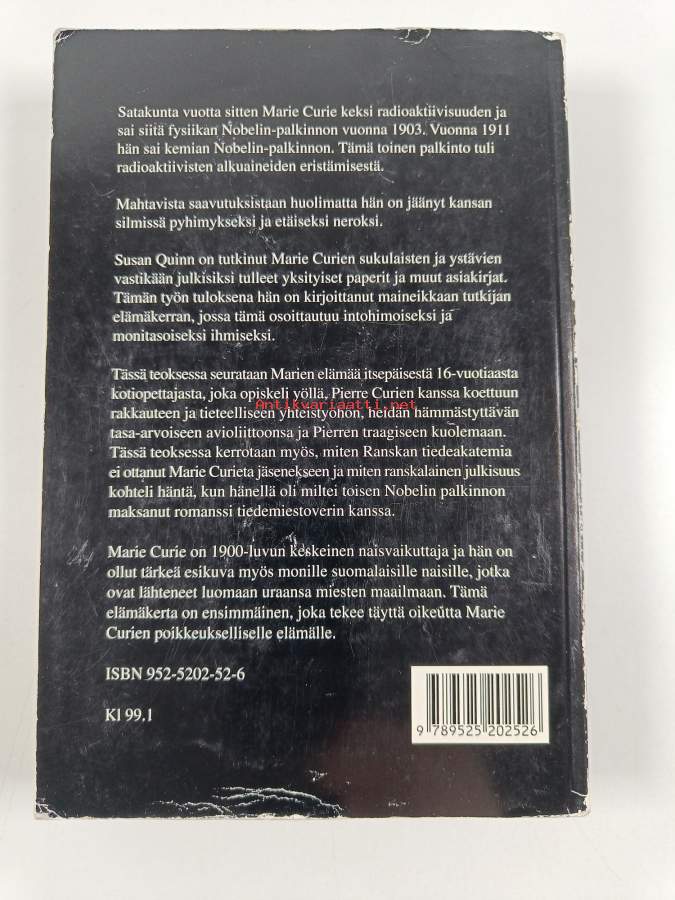 Satakunta vuotta sitten Marie Curie keksi radioaktiivisuuden ja
sai siitä fysiikan Nobelin-palkinnon vuonna 1903. Vuonna 1911
hän sai kemian Nobelin-palkinnon. Tämä toinen palkinto tuli
radioaktiivisten alkuaineiden eristämisestä.
Mahtavista saavutuksistaan huolimatta hän on jäänyt kansan
silmissä pyhimykseksi ja etäiseksi neroksi.
Susan Quinn on tutkinut Marie Curien sukulaisten ja ystävien
vastikään julkisiksi tulleet yksityiset paperit ja muut asiakirjat.
Tämän työn tuloksena hän on kirjoittanut maineikkaan tutkijan
elämäkerran, jossa tämä osoittautuu intohimoiseksi ja
monitasoiseksi ihmiseksi.
Tässä teoksessa seurataan Marien elämää itsepäisestä 16-vuotiaasta
kotiopettajasta, joka opiskeli yöllä, Pierre Curien kanssa koettuun
Antikvariaatti.net
rakkauteen ja tieteelliseen yhteistyöhön, heidän hämmästyttävän
tasa-arvoiseen avioliittoonsa ja Pierren traagiseen kuolemaan.
Tässä teoksessa kerrotaan myös, miten Ranskan tiedeakatemia
ei ottanut Marie Curieta jäsenekseen ja miten ranskalainen julkisuus
kohteli häntä, kun hänellä oli miltei toisen Nobelin palkinnon
maksanut romanssi tiedemiestoverin kanssa.
Marie Curie on 1900-luvun keskeinen naisvaikuttaja ja hän on
ollut tärkeä esikuva myös monille suomalaisille naisille, jotka
ovat lähteneet luomaan uraansa miesten maailmaan. Tämä
elämäkerta on ensimmäinen, joka tekee täyttä oikeutta Marie
Curien poikkeukselliselle elämälle.
ISBN 952-5202-52-6
Kl 99.1
9 789525 202526